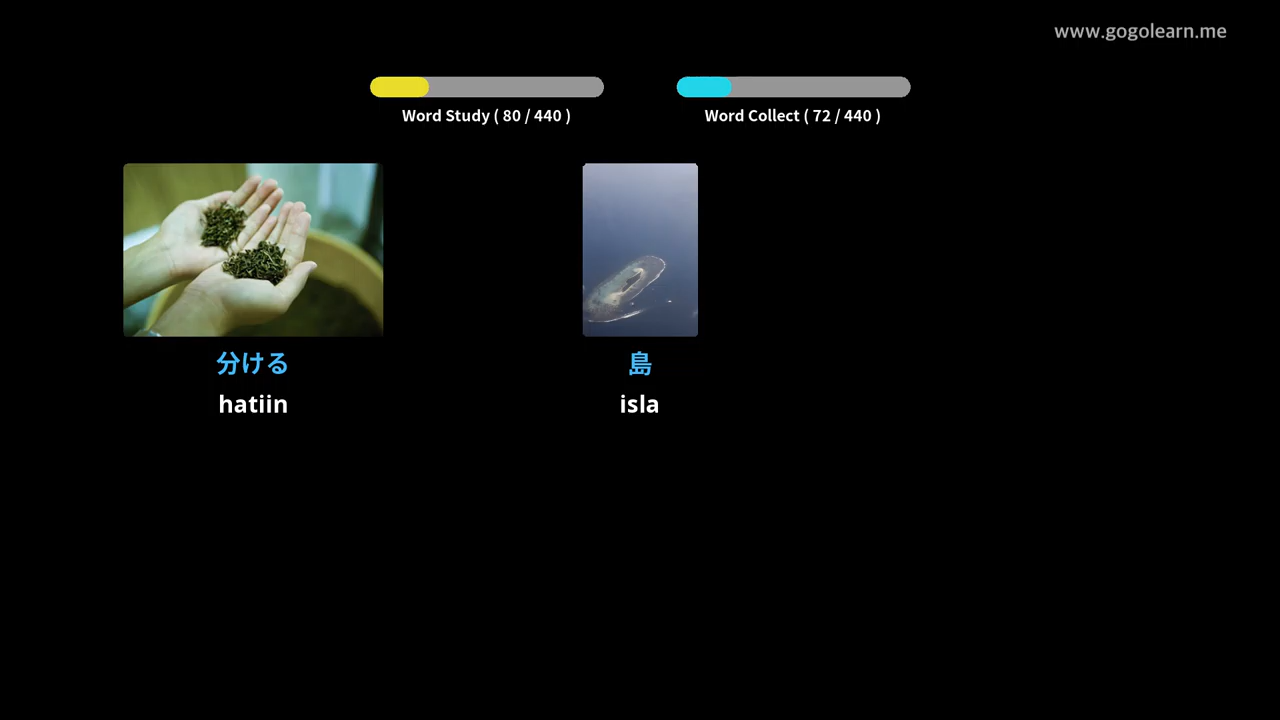 www.gogolearn.me
Word Study ( 80 / 440 )
Word Collect ( 72 / 440 )
分ける
hatiin
島
isla